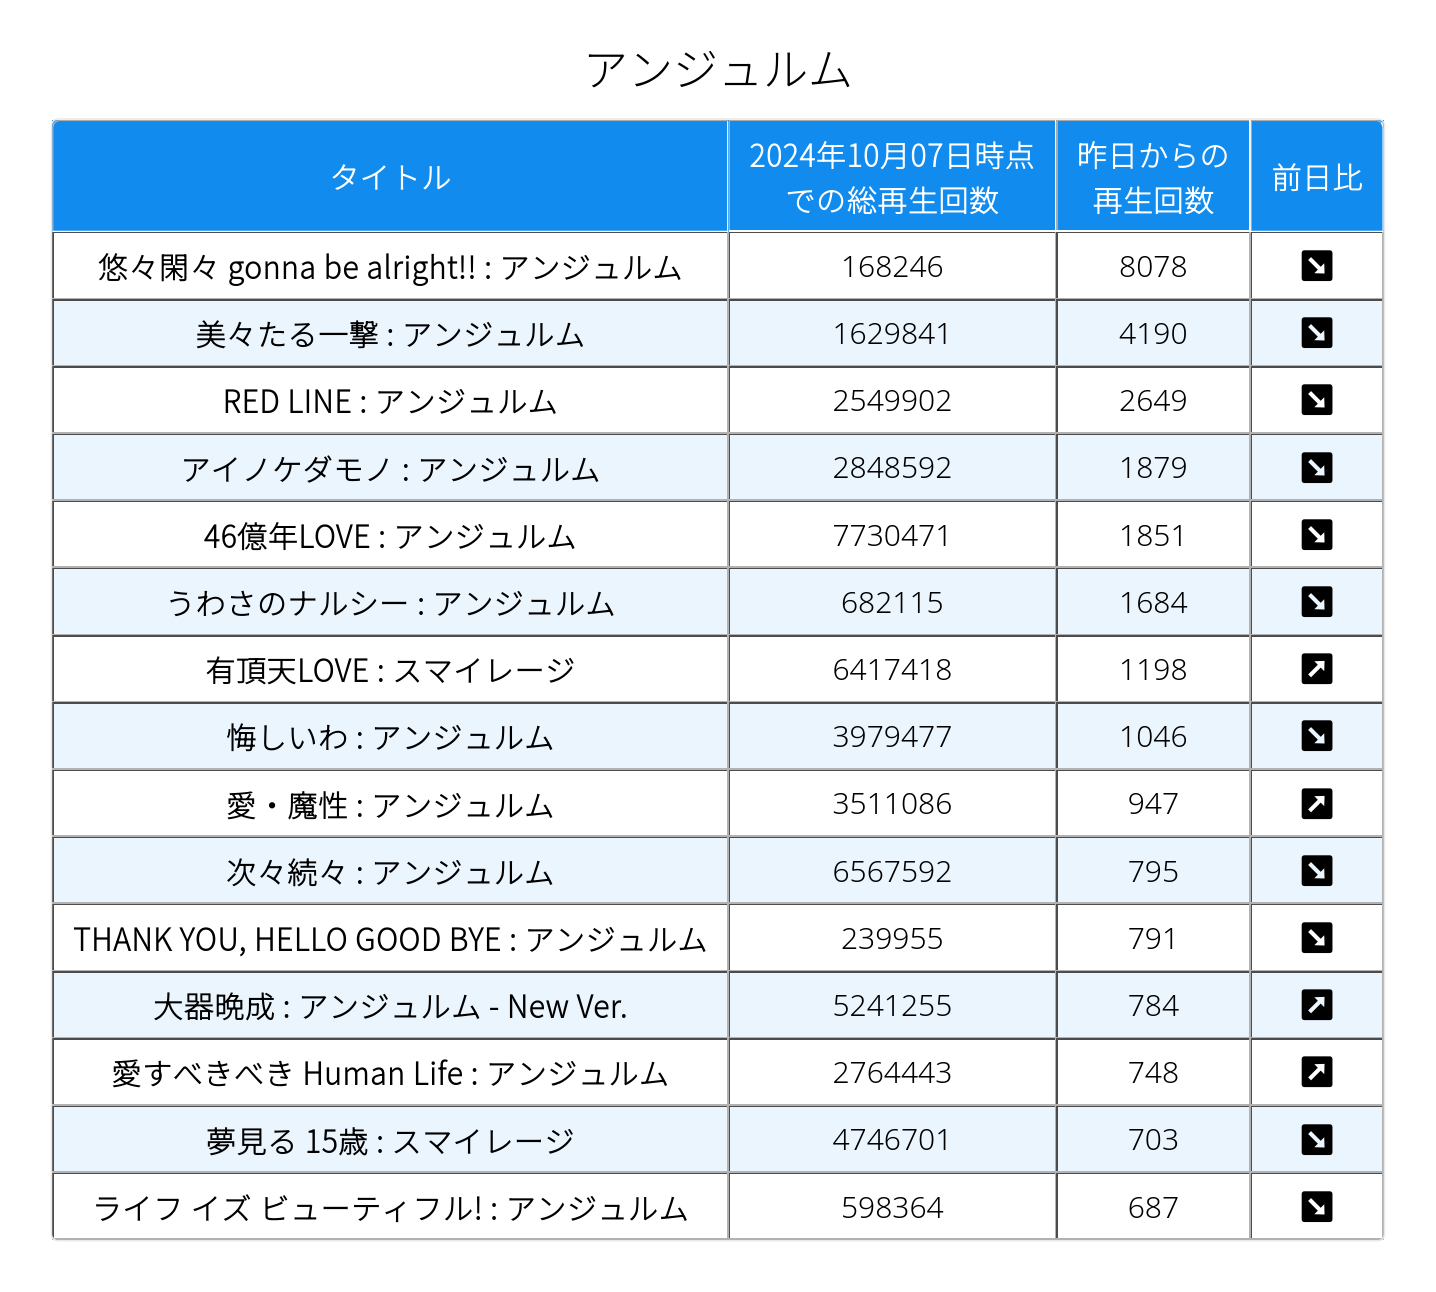 アンジュルム
タイトル 2024年10月07日時点での総再生回数 昨日からの再生回数 前日比
悠々閑々 gonna be alright!! : アンジュルム 168246 8078 ↘
美々たる一撃 : アンジュルム 1629841 4190 ↘
RED LINE : アンジュルム 2549902 2649 ↘
アイノケダモノ : アンジュルム 2848592 1879 ↘
46億年LOVE : アンジュルム 7730471 1851 ↘
うわさのナルシー : アンジュルム 682115 1684 ↘
有頂天LOVE : スマイレージ 6417418 1198 ↗
悔しいわ : アンジュルム 3979477 1046 ↘
愛・魔性 : アンジュルム 3511086 947 ↗
次々続々 : アンジュルム 6567592 795 ↘
THANK YOU, HELLO GOOD BYE : アンジュルム 239955 791 ↘
大器晩成 : アンジュルム - New Ver. 5241255 784 ↗
愛すべきべき Human Life : アンジュルム 2764443 748 ↗
夢見る 15歳 : スマイレージ 4746701 703 ↘
ライフ イズ ビューティフル! : アンジュルム 598364 687 ↘